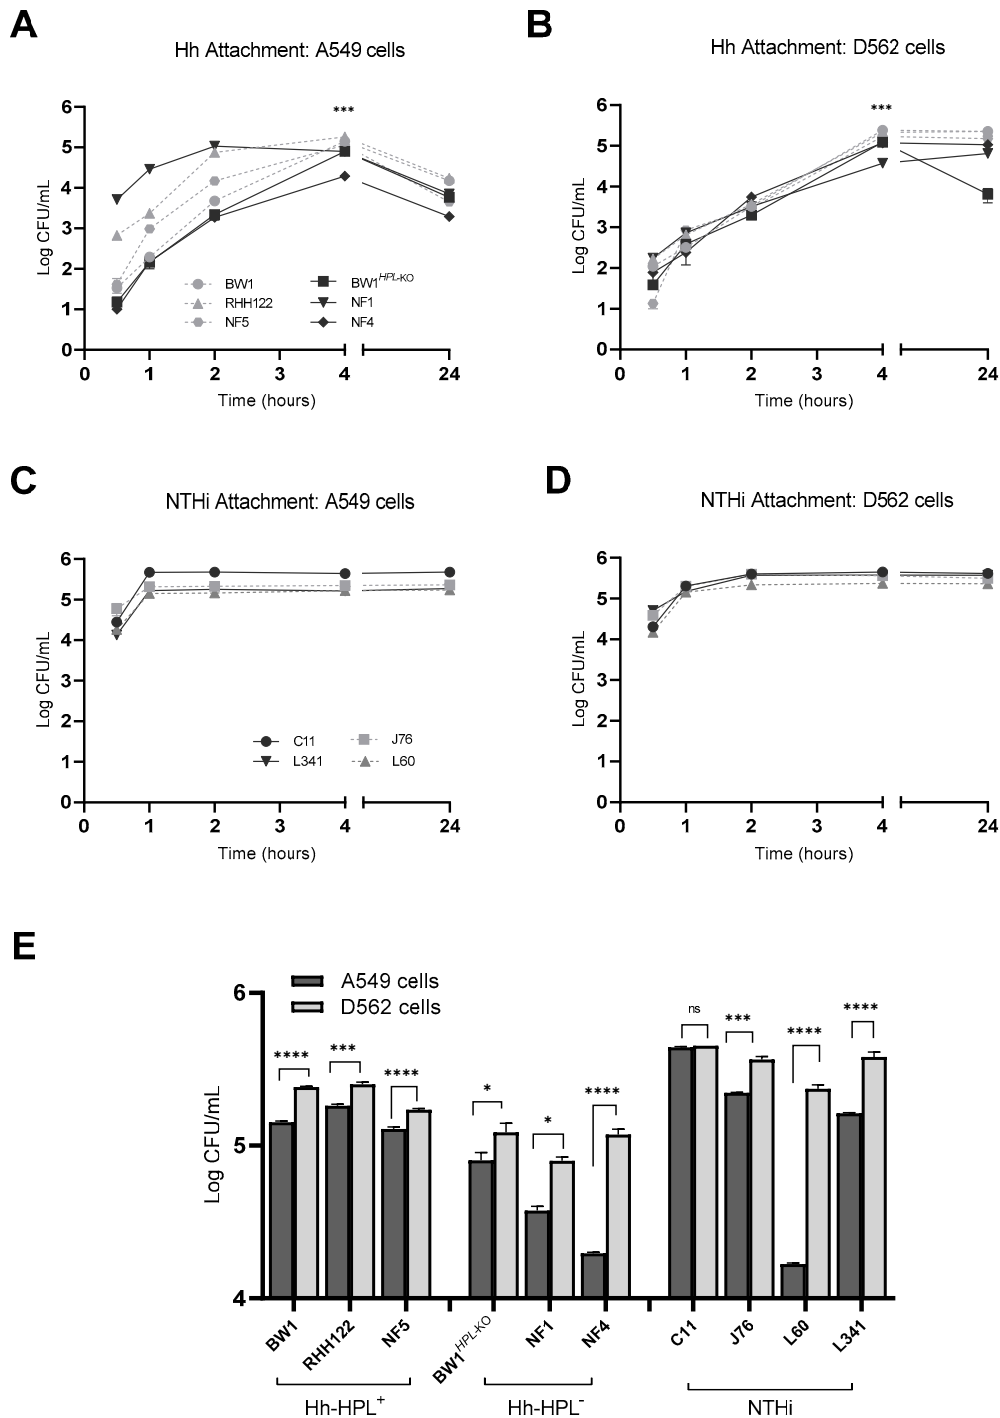 A
Hh Attachment: A549 cells
***
6
5
4
3
2
1
0
Log CFU/mL
BW1
RHH122
NF5
BW1HPL-KO
NF1
NF4
0 1 2 3 4 24
Time (hours)
B
Hh Attachment: D562 cells
***
6
5
4
3
2
1
0
Log CFU/mL
0 1 2 3 4 24
Time (hours)
C
NTHi Attachment: A549 cells
6
5
4
3
2
1
0
Log CFU/mL
C11
L341
J76
L60
0 1 2 3 4 24
Time (hours)
D
NTHi Attachment: D562 cells
6
5
4
3
2
1
0
Log CFU/mL
0 1 2 3 4 24
Time (hours)
E
A549 cells
D562 cells
6
5
4
Log CFU/mL
**** *** **** * * **** ns *** **** ****
BW1 RHH122 NF5 BW1HPL-KO NF1 NF4 C11 J76 L60 L341
Hh-HPL+ Hh-HPL- NTHi